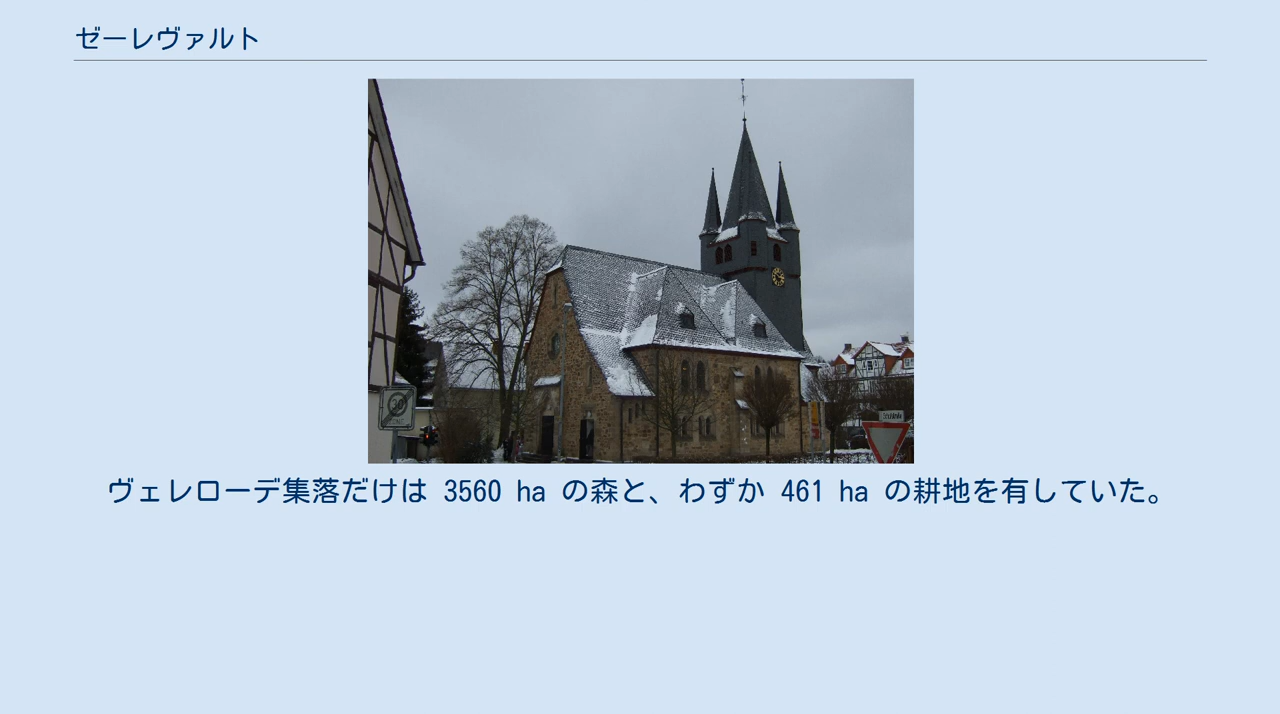 ゼーレヴァルト
30
ヴェレローデ集落だけは 3560 ha の森と、わずか 461 ha の耕地を有していた。